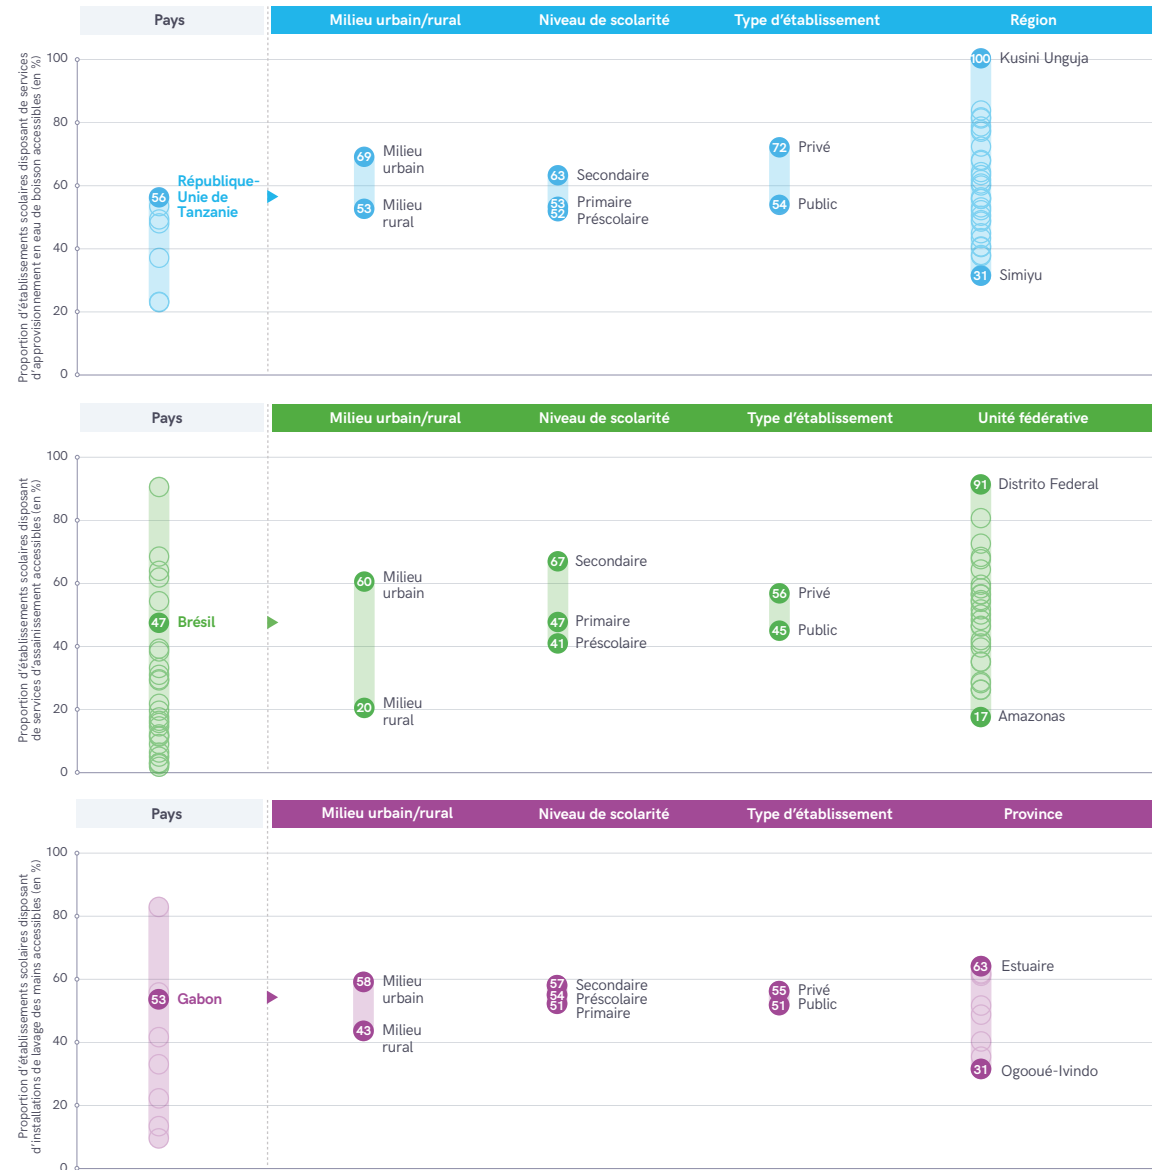 Pays
Milieu urbain/rural
Niveau de scolarité
Type d'établissement
Région
Proportion d'établissements scolaires disposant de services
d'approvisionnement en eau de boisson accessibles (en %)
100
80
60
40
20
0
56
République-
Unie de
Tanzanie
69
Milieu
urbain
53
Milieu
rural
63
Secondaire
53
Primaire
52
Préscolaire
72
Privé
54
Public
100
Kusini Unguja
31
Simiyu
Pays
Milieu urbain/rural
Niveau de scolarité
Type d'établissement
Unité fédérative
Proportion d'établissements scolaires disposant
de services d'assainissement accessibles (en %)
100
80
60
40
20
0
47
Brésil
60
Milieu
urbain
20
Milieu
rural
67
Secondaire
47
Primaire
41
Préscolaire
56
Privé
45
Public
91
Distrito Federal
17
Amazonas
Pays
Milieu urbain/rural
Niveau de scolarité
Type d'établissement
Province
Proportion d'établissements scolaires disposant
d'installations de lavage des mains accessibles (en %)
100
80
60
40
20
0
53
Gabon
58
Milieu
urbain
43
Milieu
rural
57
Secondaire
54
Préscolaire
51
Primaire
55
Privé
51
Public
63
Estuaire
31
Ogooué-Ivindo